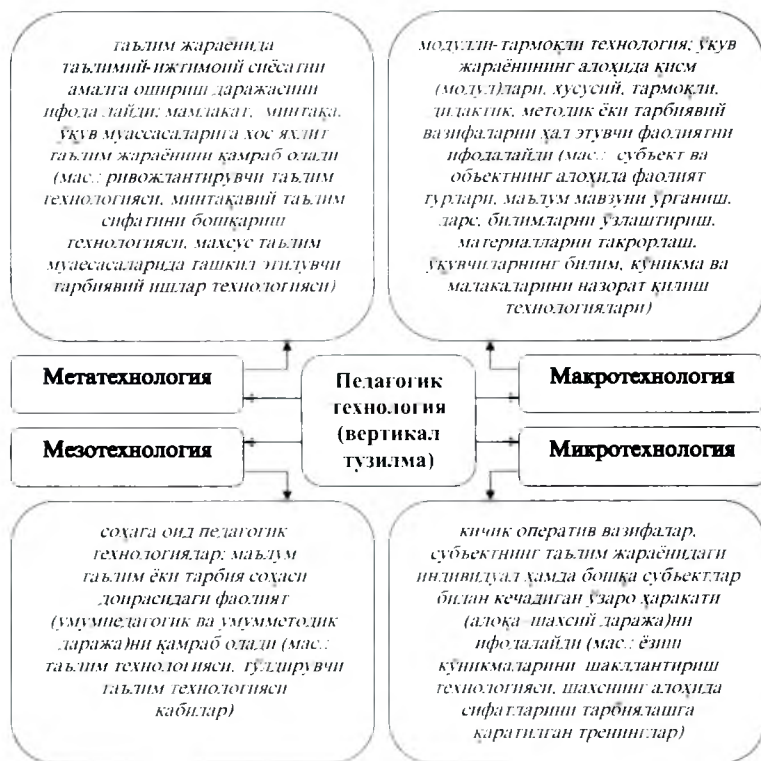 таълим жараёнида
таълимий-ижтимоий сиёсатни
амалга ошириш даражасини
ифода лайди; мамлакат, минтақа,
ўқув муассасаларига хос яхлит
таълим жараёнини қамраб олади
(мас.: ривожлантирувчи таълим
технологияси, минтақавий таълим
сифатини бошқариш
технологияси, махсус таълим
муаесасаларида ташкил этилувчи
тарбиявий ишлар технологияси)
модулли-тармоқли технология; ўқув
жараёнининг алоҳида қисм
(модул)лари, хусусий, тармоқли,
дидактик, методик ёки тарбиявий
вазифаларни ҳал этувчи фаолиятни
ифодалайди (мас.: субъект ва
объектнинг алоҳида фаолият
турлари, маълум мавзуни ўрганиш,
дарс, билимларни ўзлаштириш,
материалларни такрорлаш,
ўқувчиларнинг билим, кўникма ва
малакаларини назорат қилиш
технологиялари)
Метатехнология
Педагогик
технология
(вертикал
тузилма)
Макротехнология
Мезотехнология
Микротехнология
соҳага оид педагогик
технологиялар; маълум
таълим ёки тарбия соҳаси
доирасидаги фаолият
(умумпедагогик ва умумметодик
даража)ни қамраб олади (мас.:
таълим технологияси, тўлдирувчи
таълим технологияси
кабилар)
кичик оператив вазифалар,
субъектнинг таълим жараёнидаги
индивидуал ҳамда бошқа субъектлар
билан кечадиган ўзаро ҳаракати
(алоқа–шахсий даража)ни
ифодалайди (мас.: ёзиш
кўникмаларини шакллантириш
технологияси, шахснинг алоҳида
сифатларини тарбиялашга
қаратилган тренинглар)